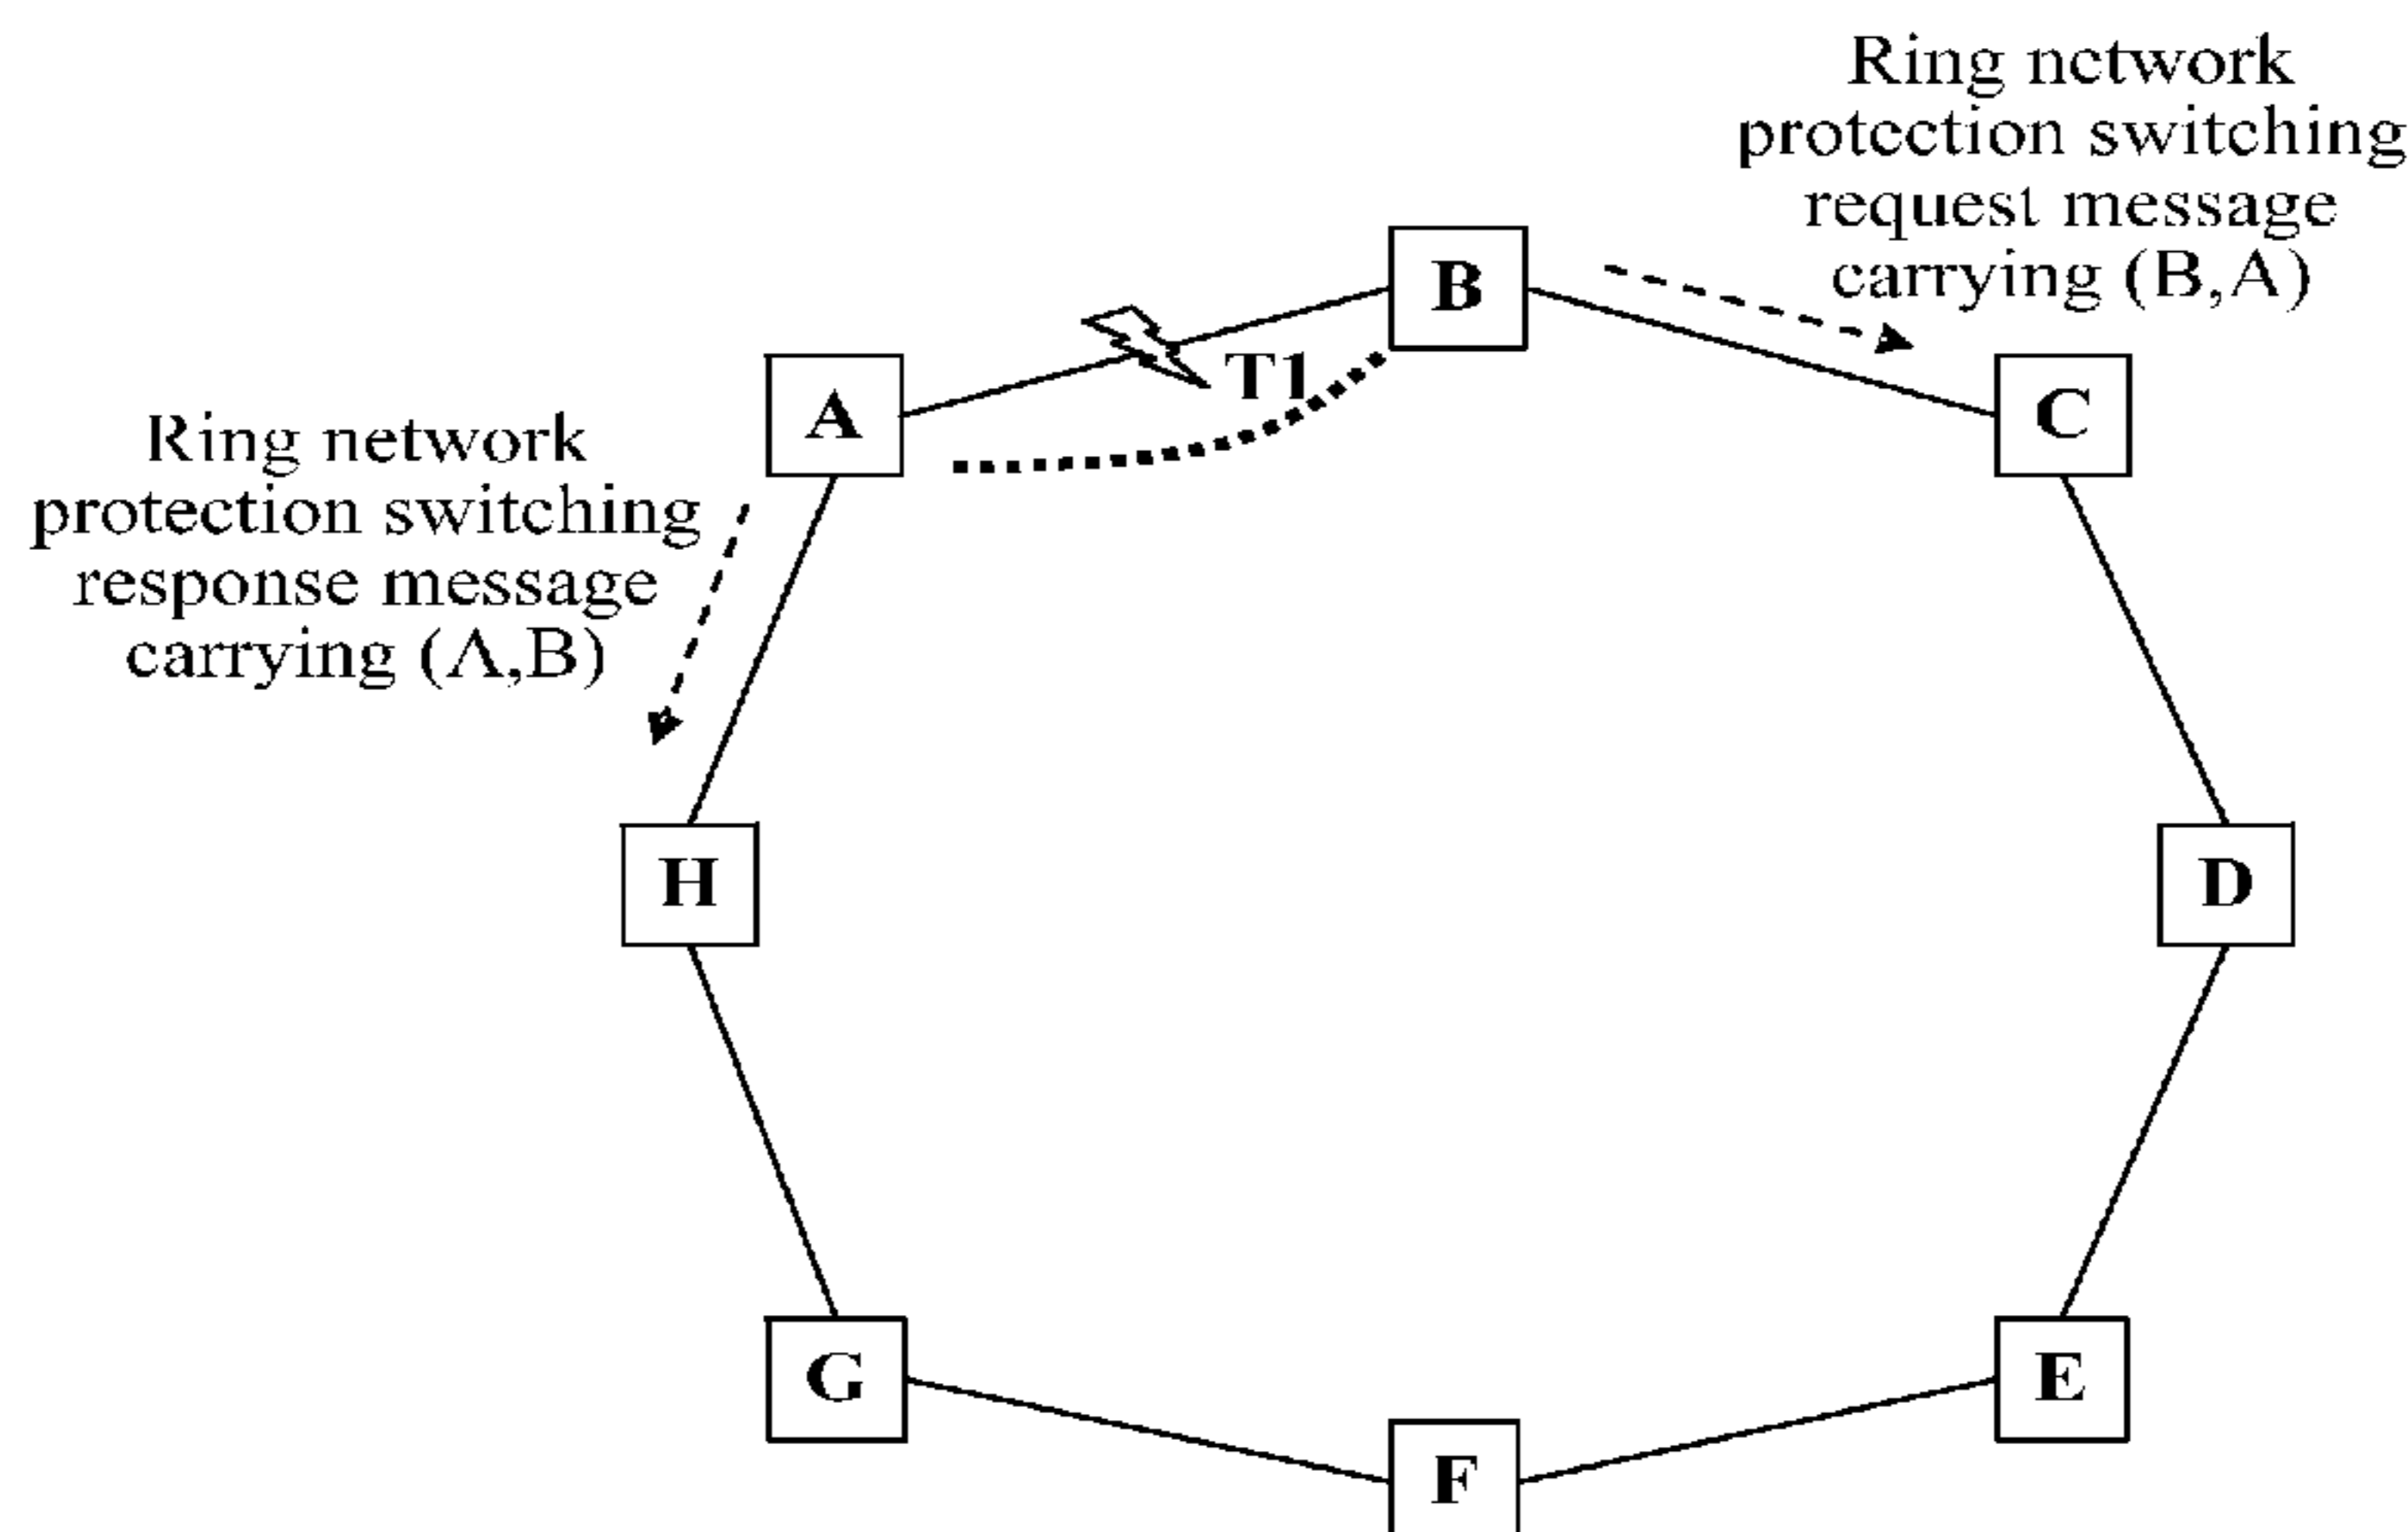 Ring network
protection switching
request message
carrying (B,A)
B
T1
A
C
Ring network
protection switching
response message
carrying (A,B)
H
D
G
E
F